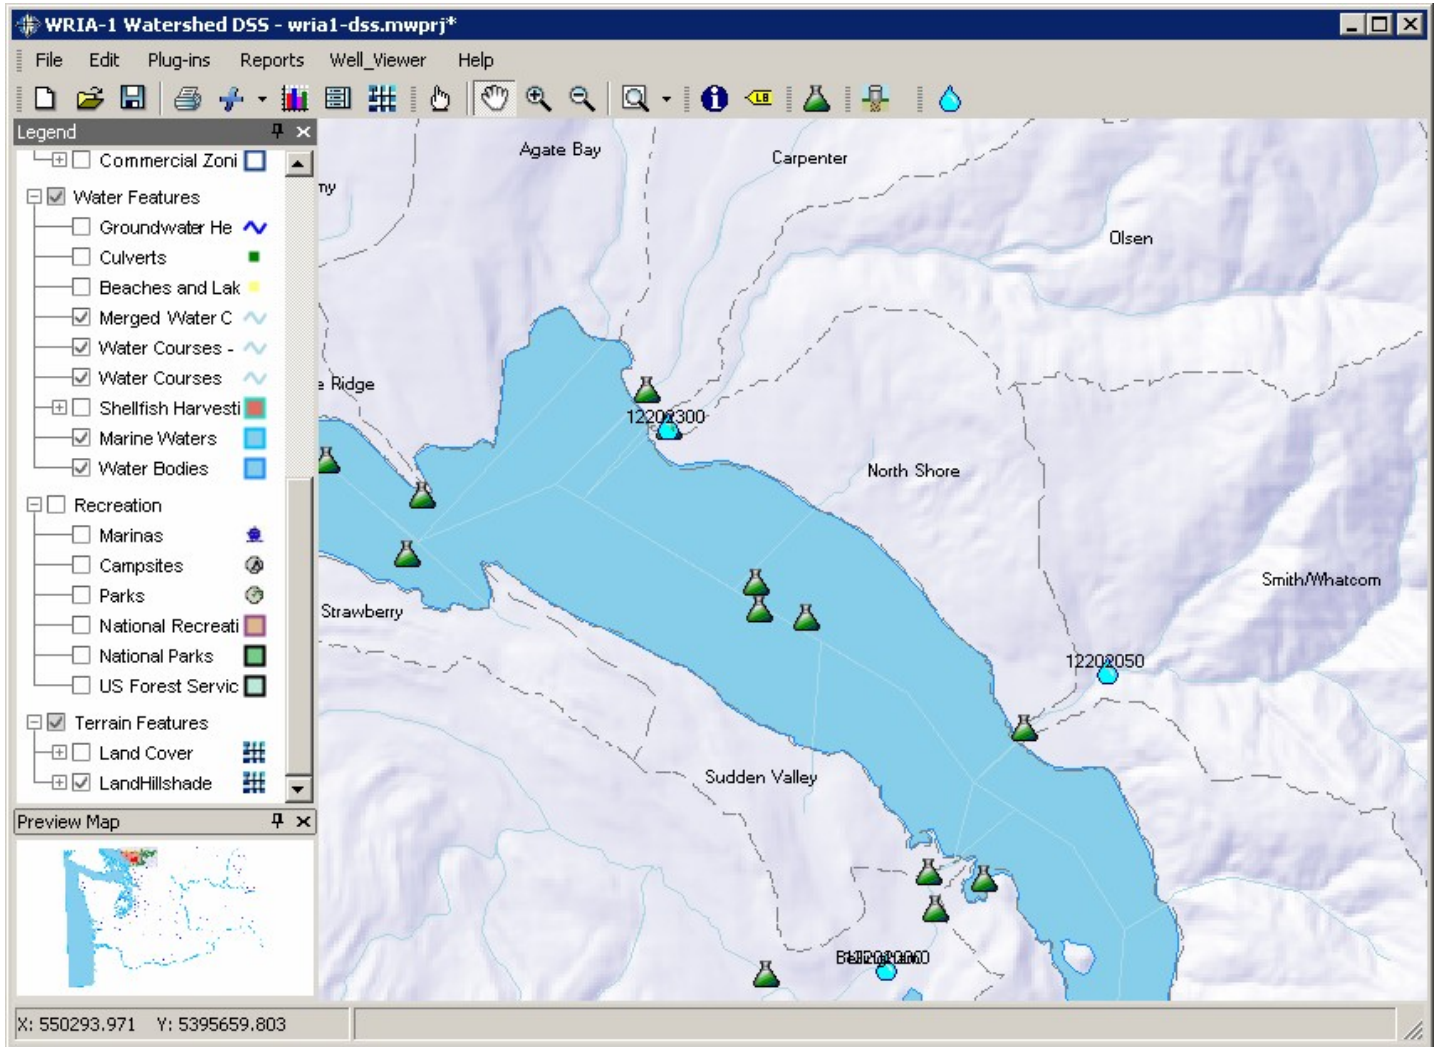 WRIA-1 Watershed DSS - wria1-dss.mwprj*
File Edit Plug-ins Reports Well_Viewer Help
LB
Legend
Commercial Zoni
Water Features
Groundwater He
Culverts
Beaches and Lak
Merged Water C
Water Courses -
Water Courses
Shellfish Harvesti
Marine Waters
Water Bodies
Recreation
Marinas
Campsites
Parks
National Recreati
National Parks
US Forest Servic
Terrain Features
Land Cover
LandHillshade
Preview Map
X: 550293.971 Y: 5395659.803
Agate Bay
Carpenter
my
Olsen
e Ridge
12202300
North Shore
Smith/Whatcom
Strawberry
12202050
Sudden Valley